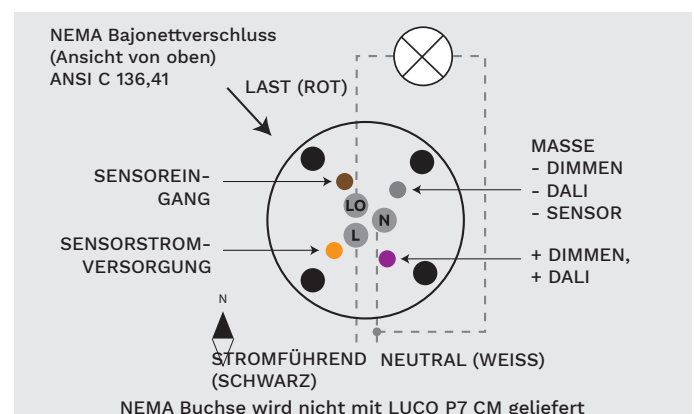 NEMA Bajonettverschluss
(Ansicht von oben)
ANSI C 136,41
LAST (ROT)
SENSOREIN-
GANG
SENSORSTROM-
VERSORGUNG
MASSE
- DIMMEN
- DALI
- SENSOR
+ DIMMEN,
+ DALI
LO
N
L
N
STROMFÜHREND
(SCHWARZ)
NEUTRAL (WEISS)
NEMA Buchse wird nicht mit LUCO P7 CM geliefert